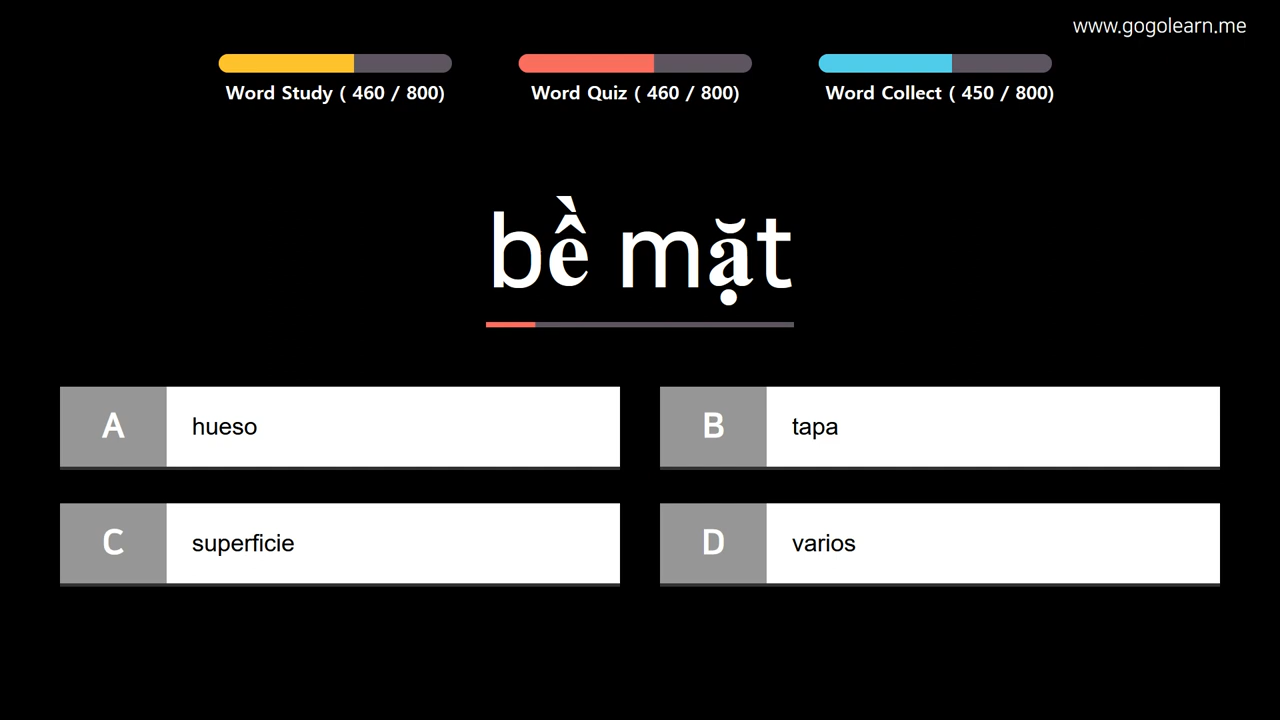 www.gogolearn.me
Word Study ( 460 / 800)
Word Quiz ( 460 / 800)
Word Collect ( 450 / 800)
bề mặt
A hueso
B tapa
C superficie
D varios